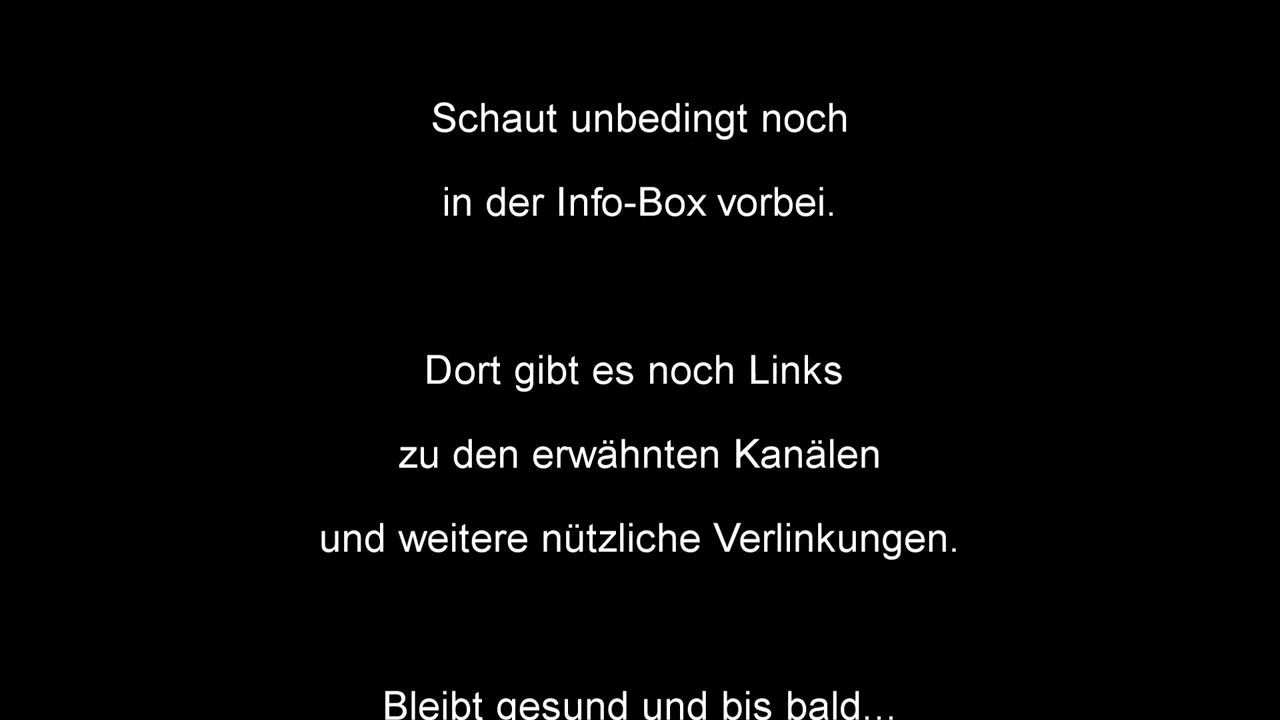 Schaut unbedingt noch
in der Info-Box vorbei.
Dort gibt es noch Links
zu den erwähnten Kanälen
und weitere nützliche Verlinkungen.
Bleibt gesund und bis bald...